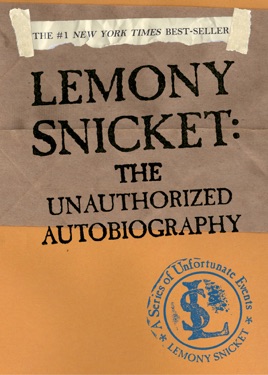 THE #1 NEW YORK TIMES BEST-SELLER
LEMONY
SNICKET:
THE
UNAUTHORIZED
AUTOBIOGRAPHY
A Series of Unfortunate Events
LS
* LEMONY SNICKET *